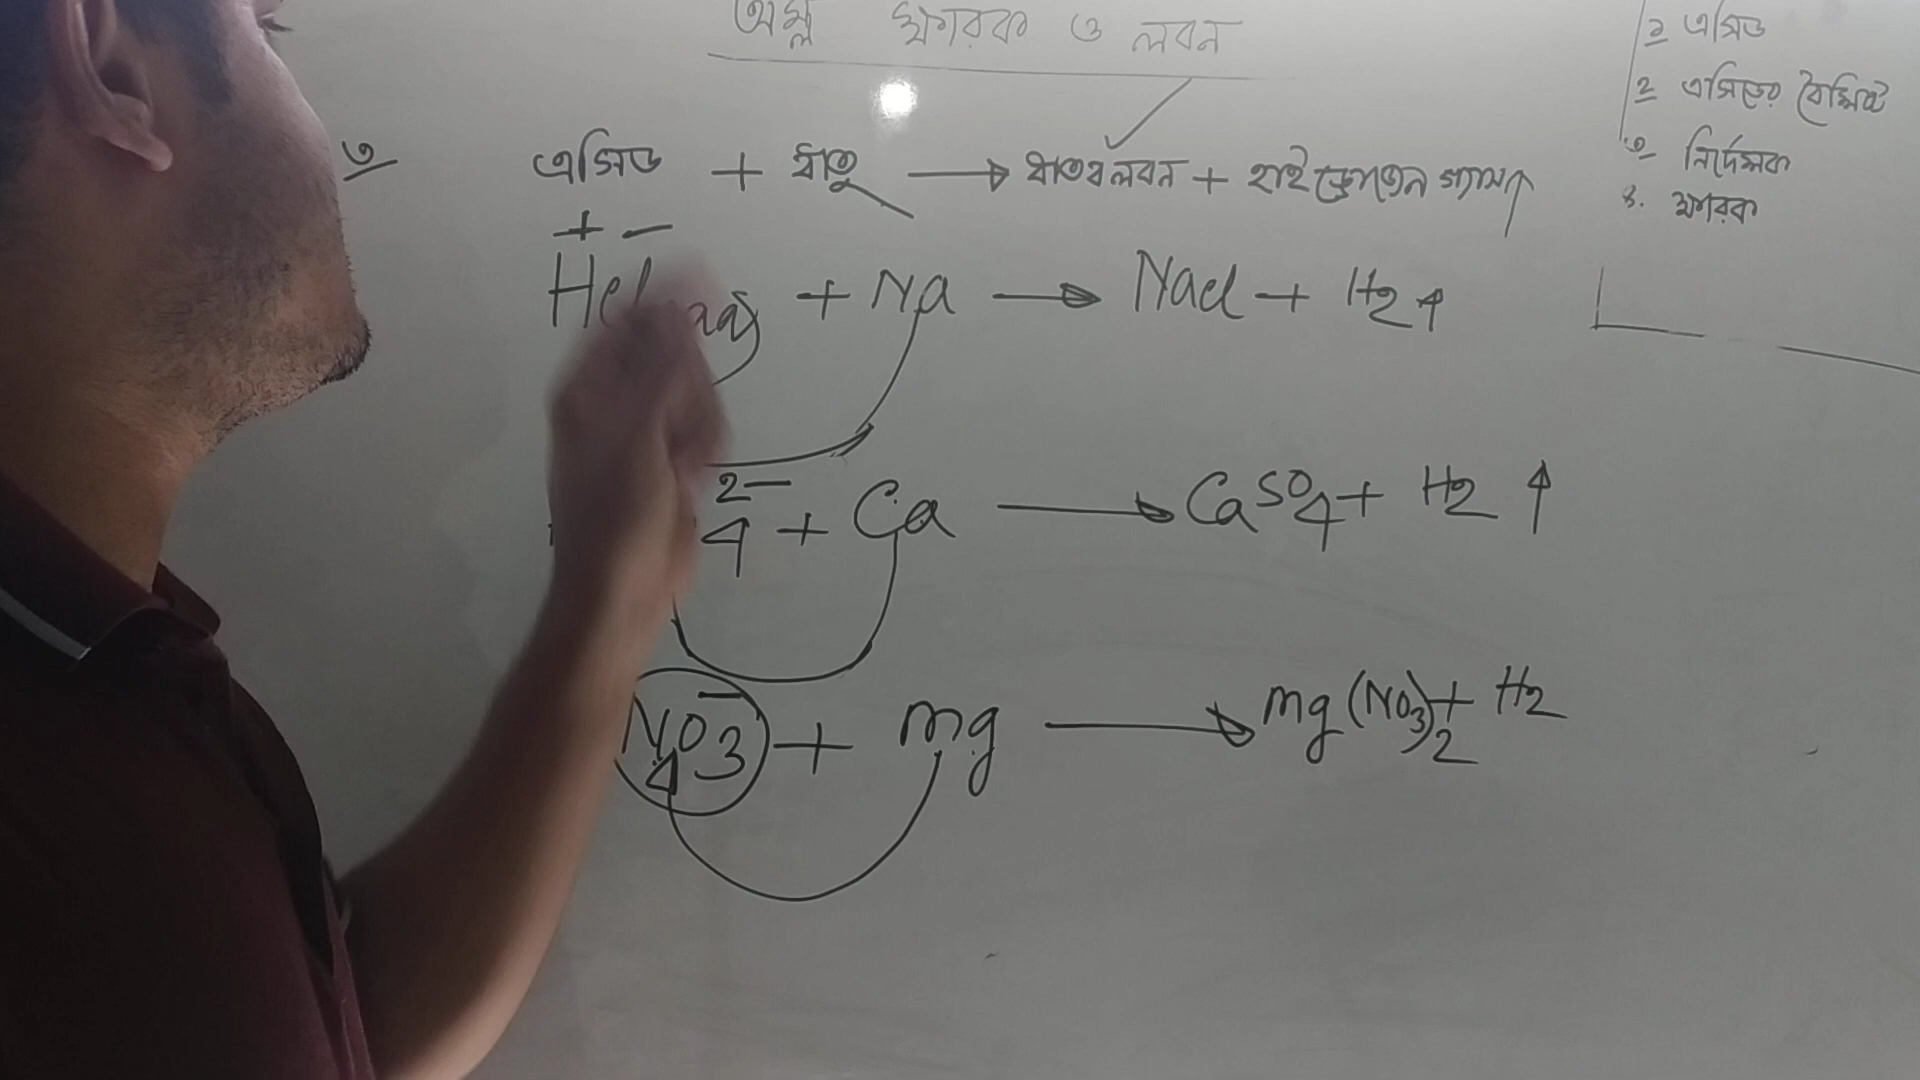 অম্ল ক্ষারক ও লবন
১ এসিড
২ এসিডের বৈশিষ্ট
৩ নির্দেশক
৪. ক্ষারক
৩ এসিড + ধাতু → ধাতব লবন + হাইড্রোজেন গ্যাস↑
+ −
HCl (aq) + Na → NaCl + H2↑
4 2− + Ca → CaSO4 + H2 ↑
NO3− + mg → mg(NO3)2 + H2